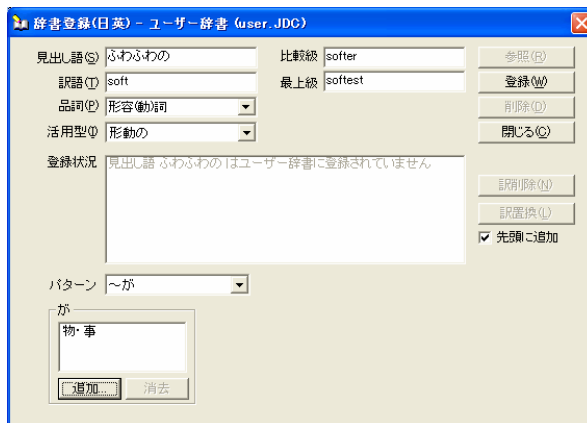 辞書登録(日英) - ユーザー辞書 (user.JDC)
見出し語(S) ふわふわの 比較級 softer 参照(R)
訳語(T) soft 最上級 softest 登録(W)
品詞(P) 形容(動)詞 削除(D)
活用型(I) 形動の 閉じる(C)
登録状況 見出し語 ふわふわの はユーザー辞書に登録されていません
訳削除(N)
訳置換(L)
先頭に追加
パターン ～が
が
物・事
追加... 消去